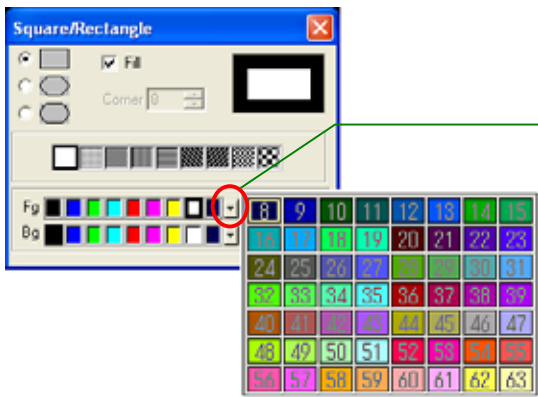 Square/Rectangle
Fill
Corner 0
Fg
Bg
8 9 10 11 12 13 14 15
16 17 18 19 20 21 22 23
24 25 26 27 28 29 30 31
32 33 34 35 36 37 38 39
40 41 42 43 44 45 46 47
48 49 50 51 52 53 54 55
56 57 58 59 60 61 62 63